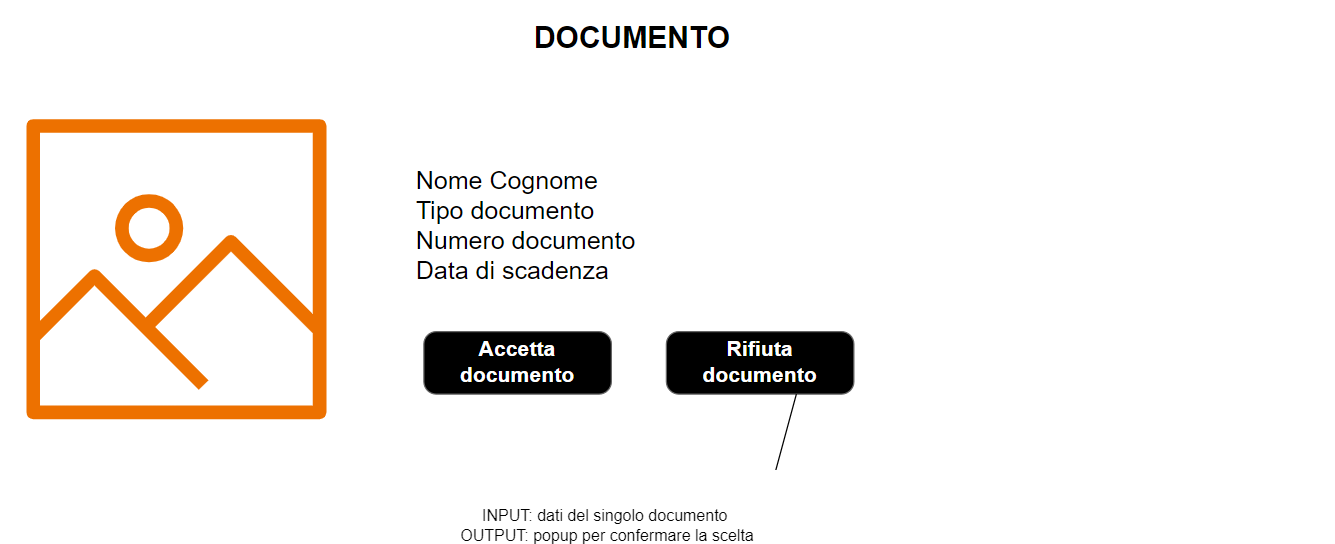 DOCUMENTO
Nome Cognome
Tipo documento
Numero documento
Data di scadenza
Accetta
documento
Rifiuta
documento
INPUT: dati del singolo documento
OUTPUT: popup per confermare la scelta